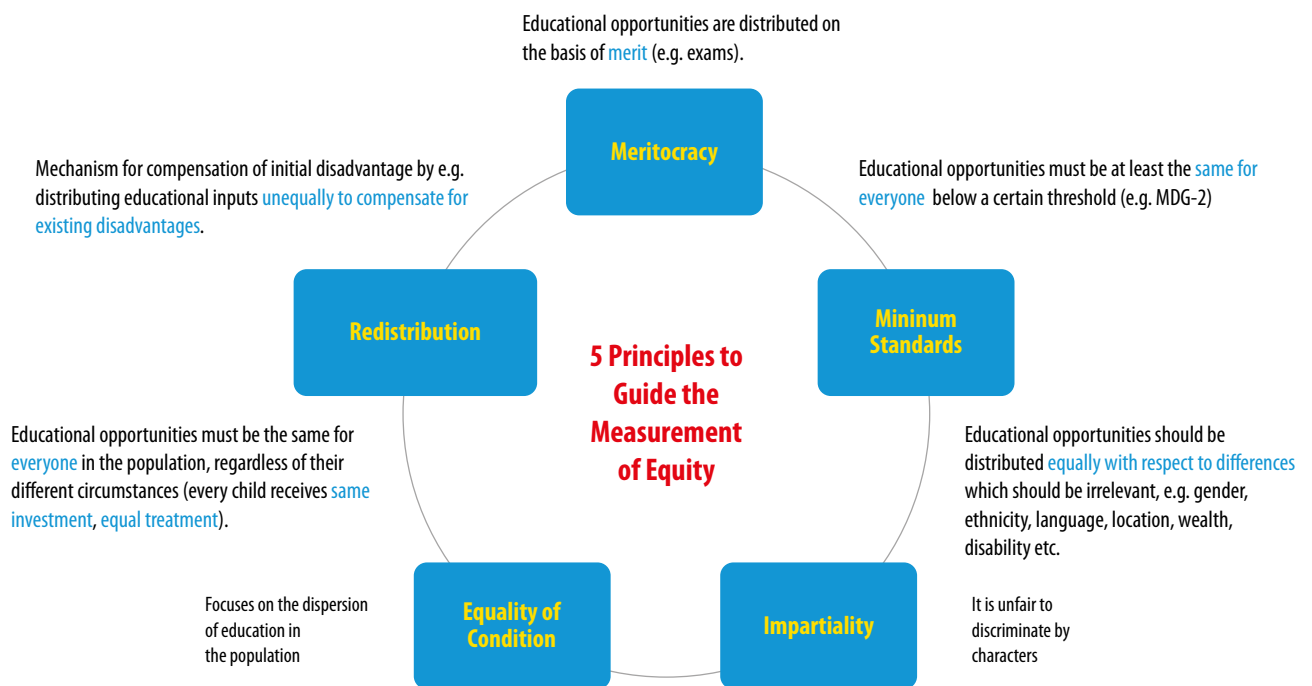 Educational opportunities are distributed on
the basis of merit (e.g. exams).
Meritocracy
Mechanism for compensation of initial disadvantage by e.g.
distributing educational inputs unequally to compensate for
existing disadvantages.
Educational opportunities must be at least the same for
everyone below a certain threshold (e.g. MDG-2)
Redistribution
Mininum
Standards
5 Principles to
Guide the
Measurement
of Equity
Educational opportunities must be the same for
everyone in the population, regardless of their
different circumstances (every child receives same
investment, equal treatment).
Educational opportunities should be
distributed equally with respect to differences
which should be irrelevant, e.g. gender,
ethnicity, language, location, wealth,
disability etc.
Focuses on the dispersion
of education in
the population
Equality of
Condition
Impartiality
It is unfair to
discriminate by
characters